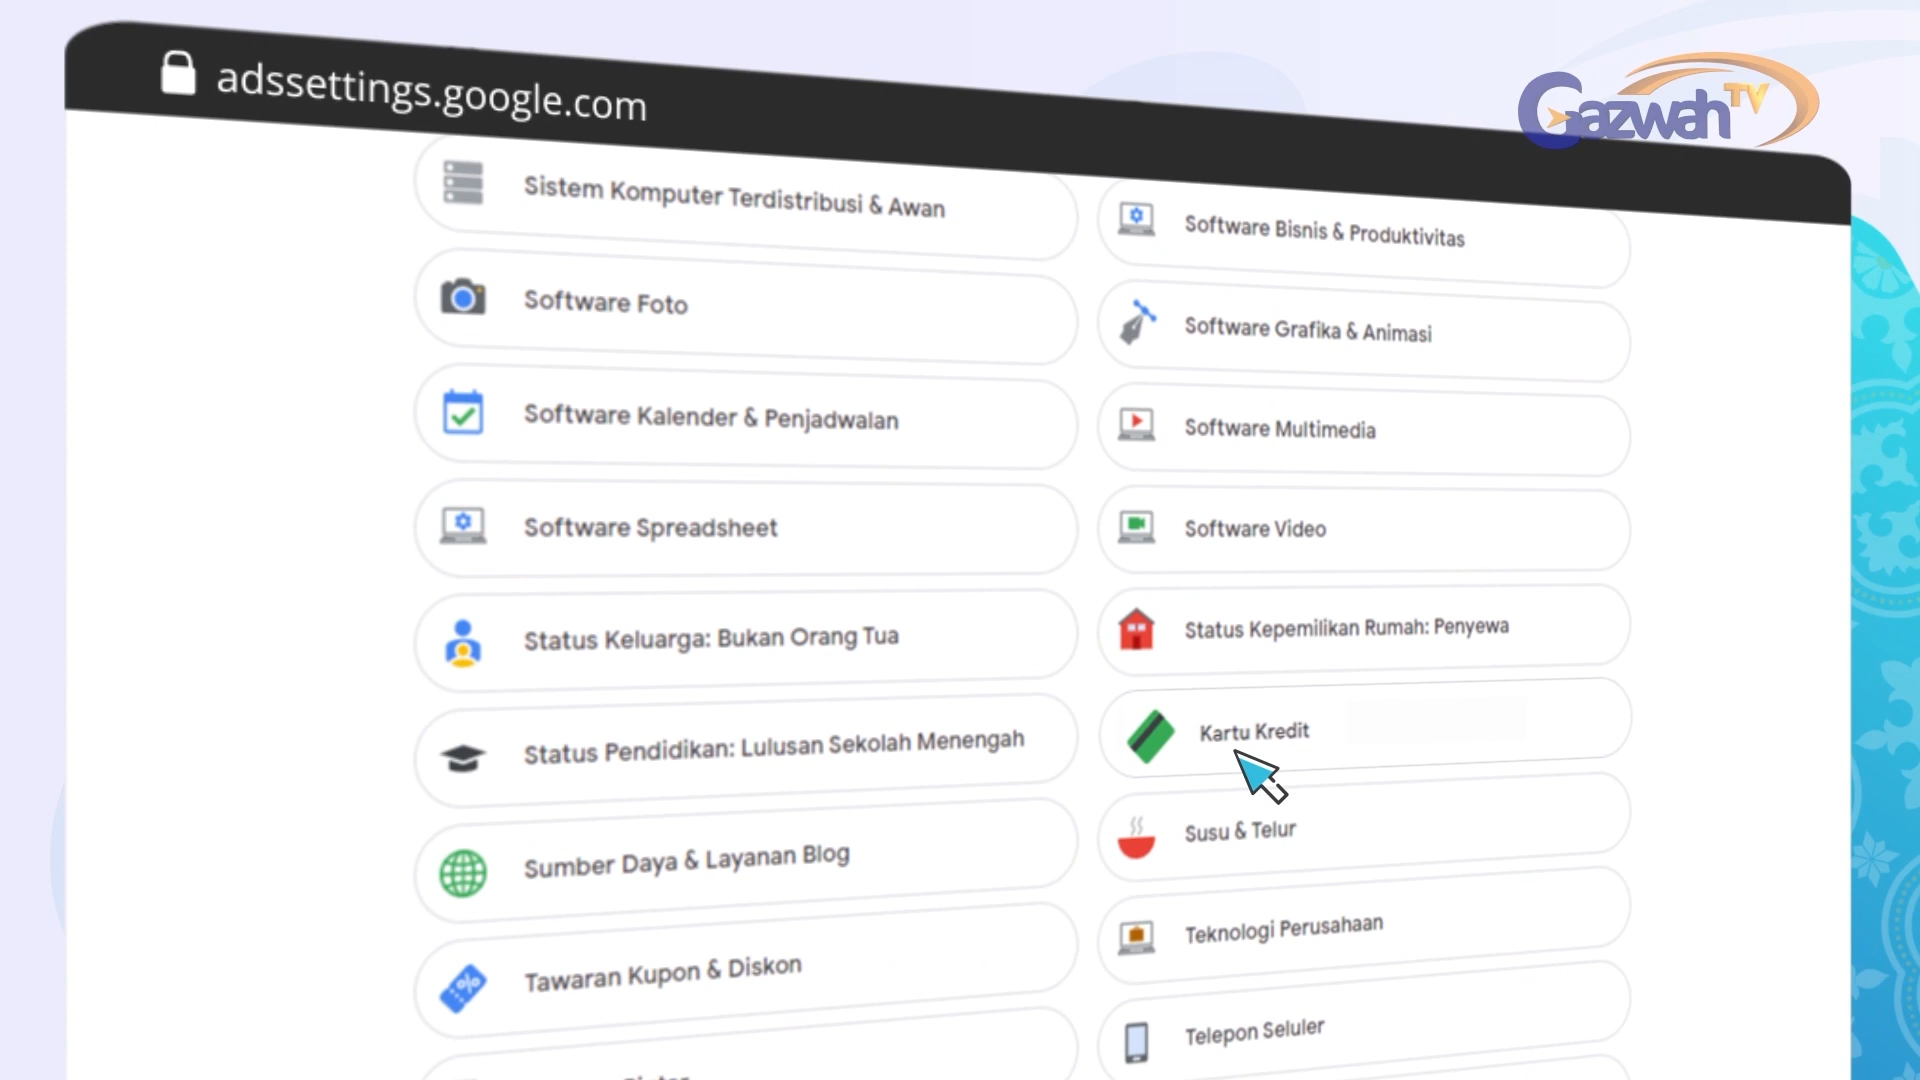 adssettings.google.com
Gazwah TV
Sistem Komputer Terdistribusi & Awan
Software Bisnis & Produktivitas
Software Foto
Software Grafika & Animasi
Software Kalender & Penjadwalan
Software Multimedia
Software Spreadsheet
Software Video
Status Keluarga: Bukan Orang Tua
Status Kepemilikan Rumah: Penyewa
Status Pendidikan: Lulusan Sekolah Menengah
Kartu Kredit
Sumber Daya & Layanan Blog
Susu & Telur
Tawaran Kupon & Diskon
Teknologi Perusahaan
Telepon Seluler